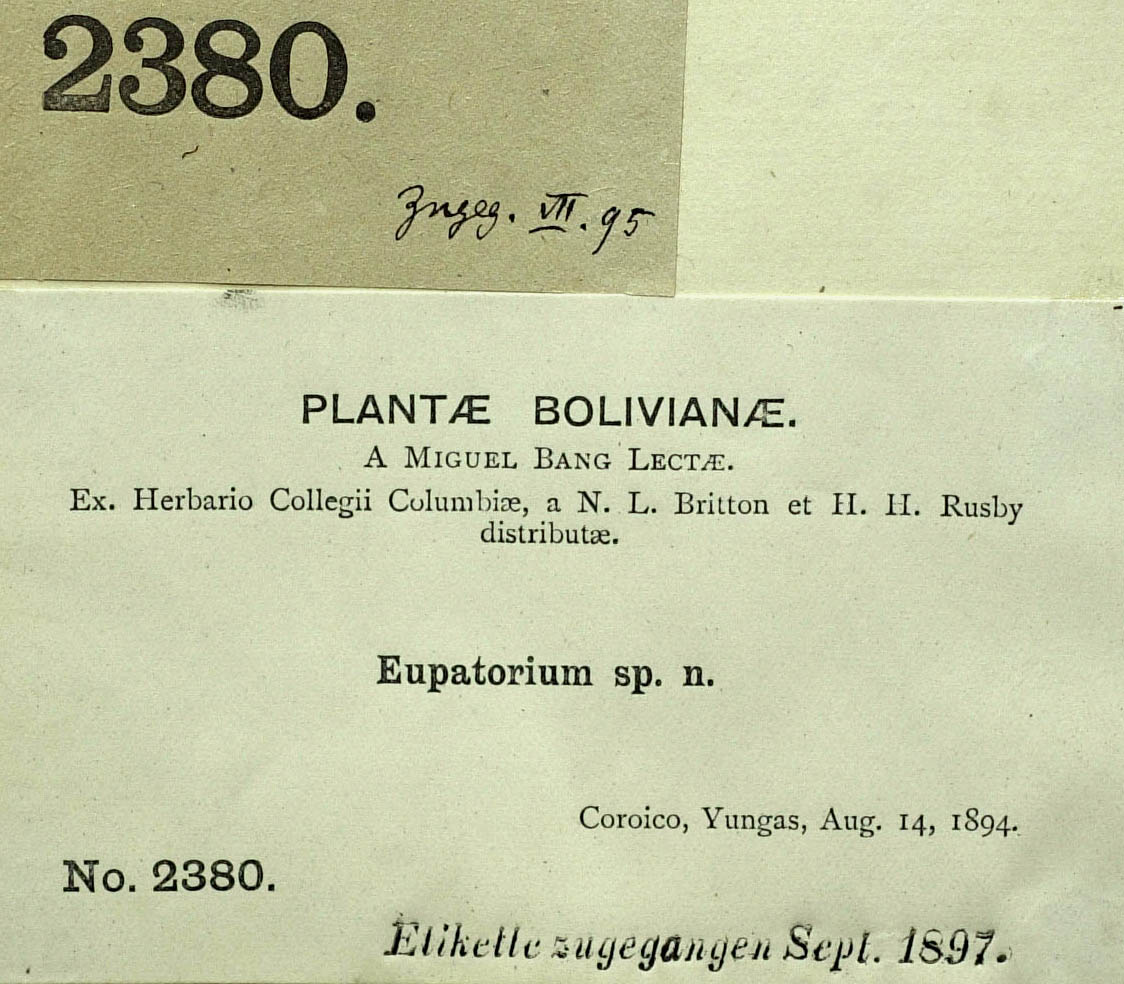 2380.
Zugeg. VII. 95
PLANTÆ BOLIVIANÆ.
A MIGUEL BANG LECTÆ.
Ex. Herbario Collegii Columbiæ, a N. L. Britton et H. H. Rusby
distributæ.
Eupatorium sp. n.
Coroico, Yungas, Aug. 14, 1894.
No. 2380.
Etikette zugegangen Sept. 1897.